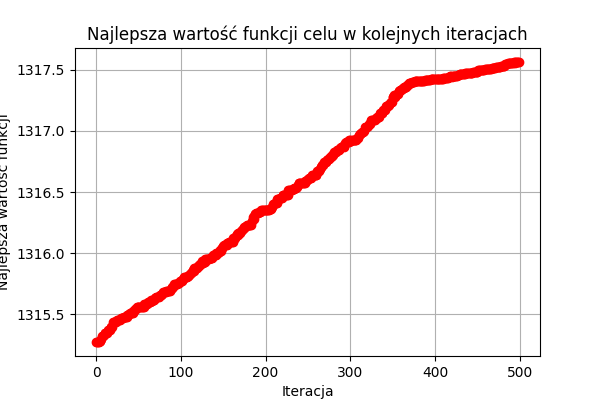 Najlepsza wartość funkcji celu w kolejnych iteracjach
Najlepsza wartość funkcji
1317.5
1317.0
1316.5
1316.0
1315.5
0 100 200 300 400 500
Iteracja